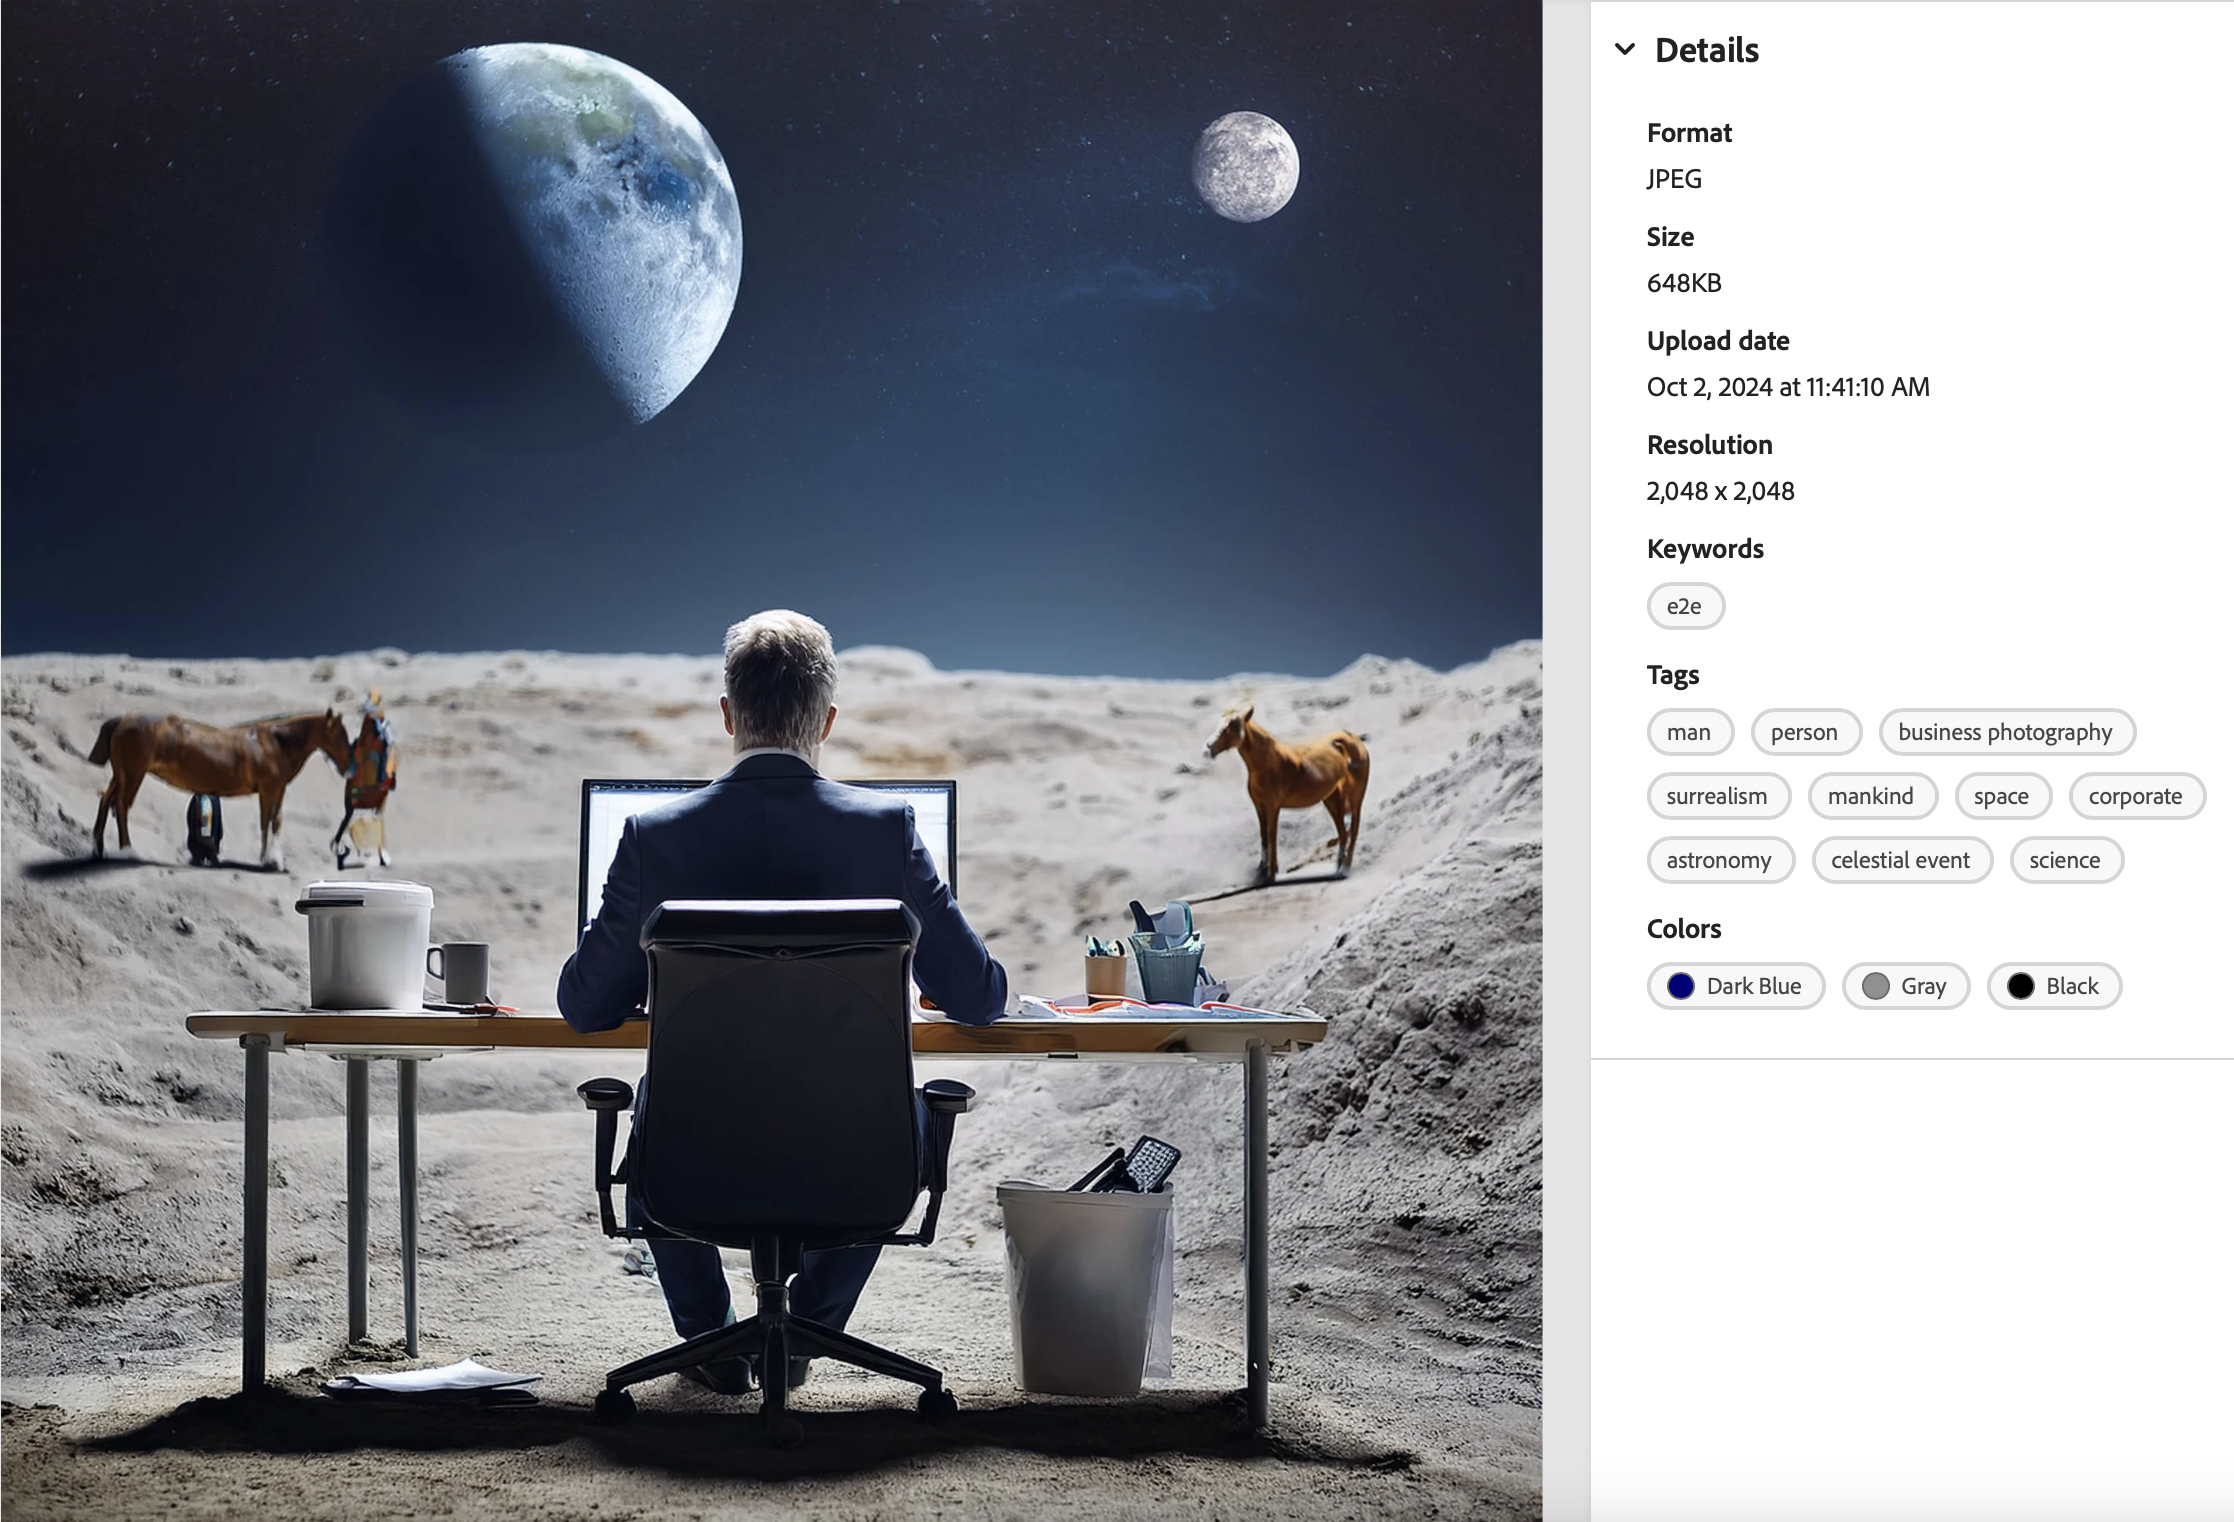 Details
Format
JPEG
Size
648KB
Upload date
Oct 2, 2024 at 11:41:10 AM
Resolution
2,048 x 2,048
Keywords
e2e
Tags
man person business photography
surrealism mankind space corporate
astronomy celestial event science
Colors
Dark Blue Gray Black